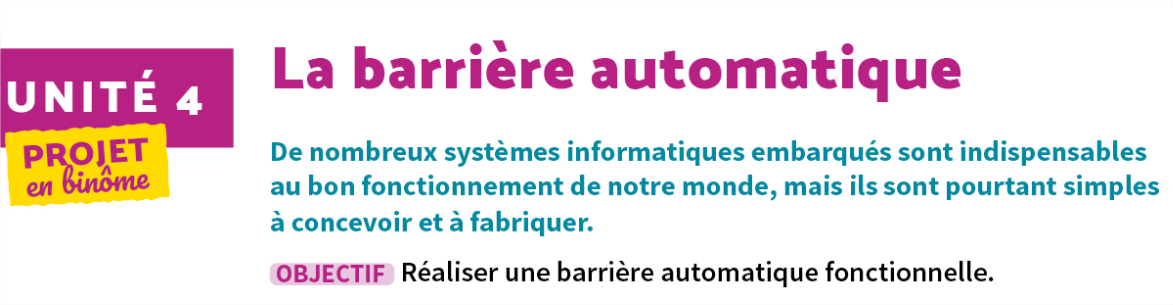 La barrière automatique
UNITÉ 4
PROJET
en binôme
De nombreux systèmes informatiques embarqués sont indispensables
au bon fonctionnement de notre monde, mais ils sont pourtant simples
à concevoir et à fabriquer.
OBJECTIF Réaliser une barrière automatique fonctionnelle.